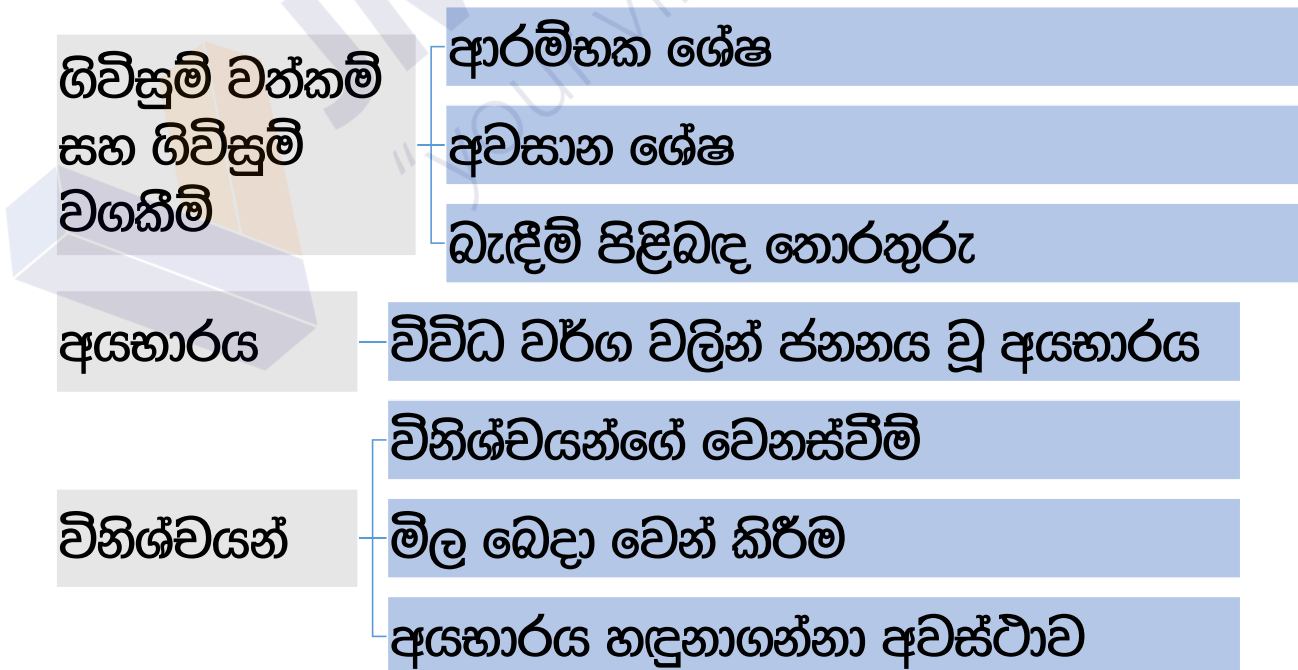 ගිවිසුම් වත්කම්
සහ ගිවිසුම්
වගකීම්
ආරම්භක ශේෂ
අවසාන ශේෂ
බැඳීම් පිළිබඳ තොරතුරු
අයභාරය
විවිධ වර්ග වලින් ජනනය වූ අයභාරය
විනිශ්චයන්
විනිශ්චයන්ගේ වෙනස්වීම්
මිල බෙදා වෙන් කිරීම
අයභාරය හඳුනාගන්නා අවස්ථාව
"your